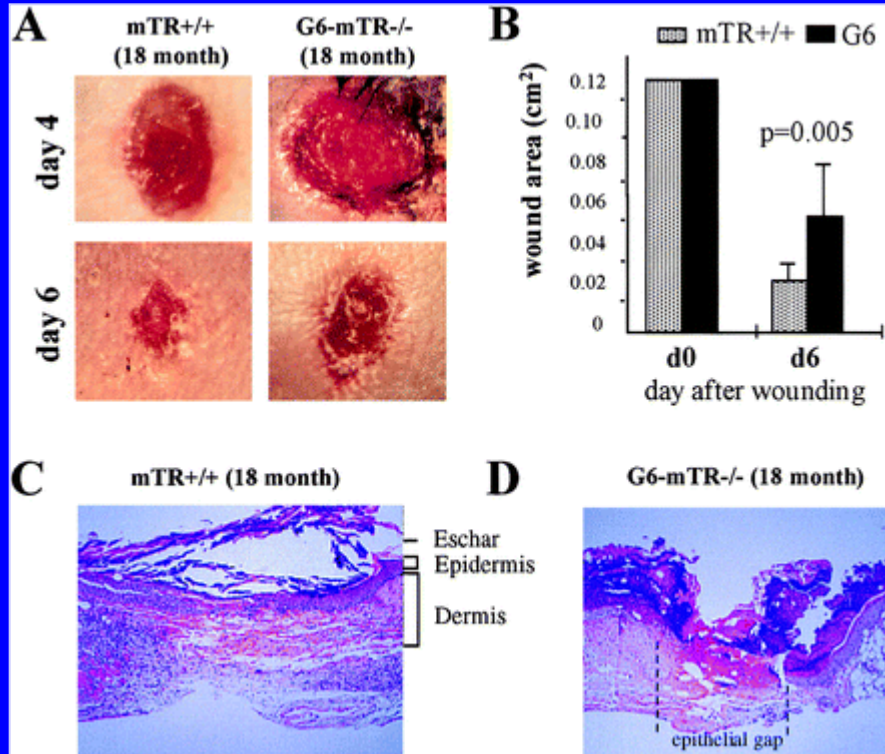 A
mTR+/+
(18 month)
G6-mTR-/-
(18 month)
day 4
day 6
B
mTR+/+ G6
wound area (cm²)
0.12
0.10
0.08
0.06
0.04
0.02
0
p=0.005
d0 d6
day after wounding
C
mTR+/+ (18 month)
Eschar
Epidermis
Dermis
D
G6-mTR-/- (18 month)
epithelial gap